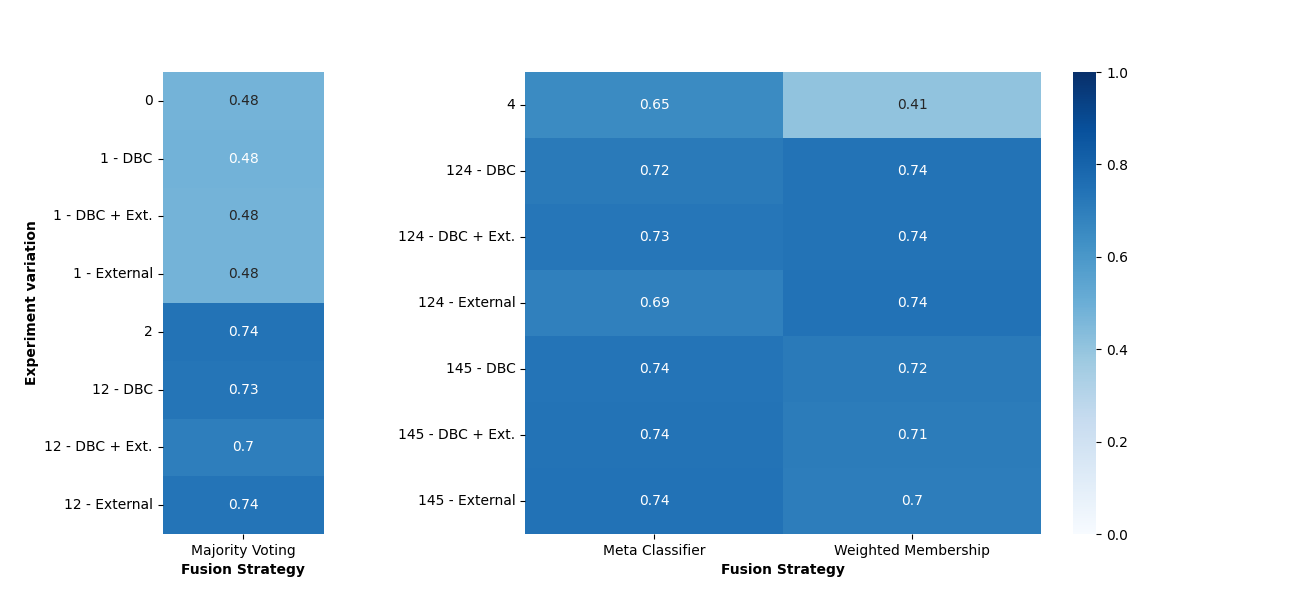 Experiment variation
0 0.48
1 - DBC 0.48
1 - DBC + Ext. 0.48
1 - External 0.48
2 0.74
12 - DBC 0.73
12 - DBC + Ext. 0.7
12 - External 0.74
Majority Voting
Fusion Strategy
4 0.65 0.41
124 - DBC 0.72 0.74
124 - DBC + Ext. 0.73 0.74
124 - External 0.69 0.74
145 - DBC 0.74 0.72
145 - DBC + Ext. 0.74 0.71
145 - External 0.74 0.7
Meta Classifier Weighted Membership
Fusion Strategy
1.0
0.8
0.6
0.4
0.2
0.0